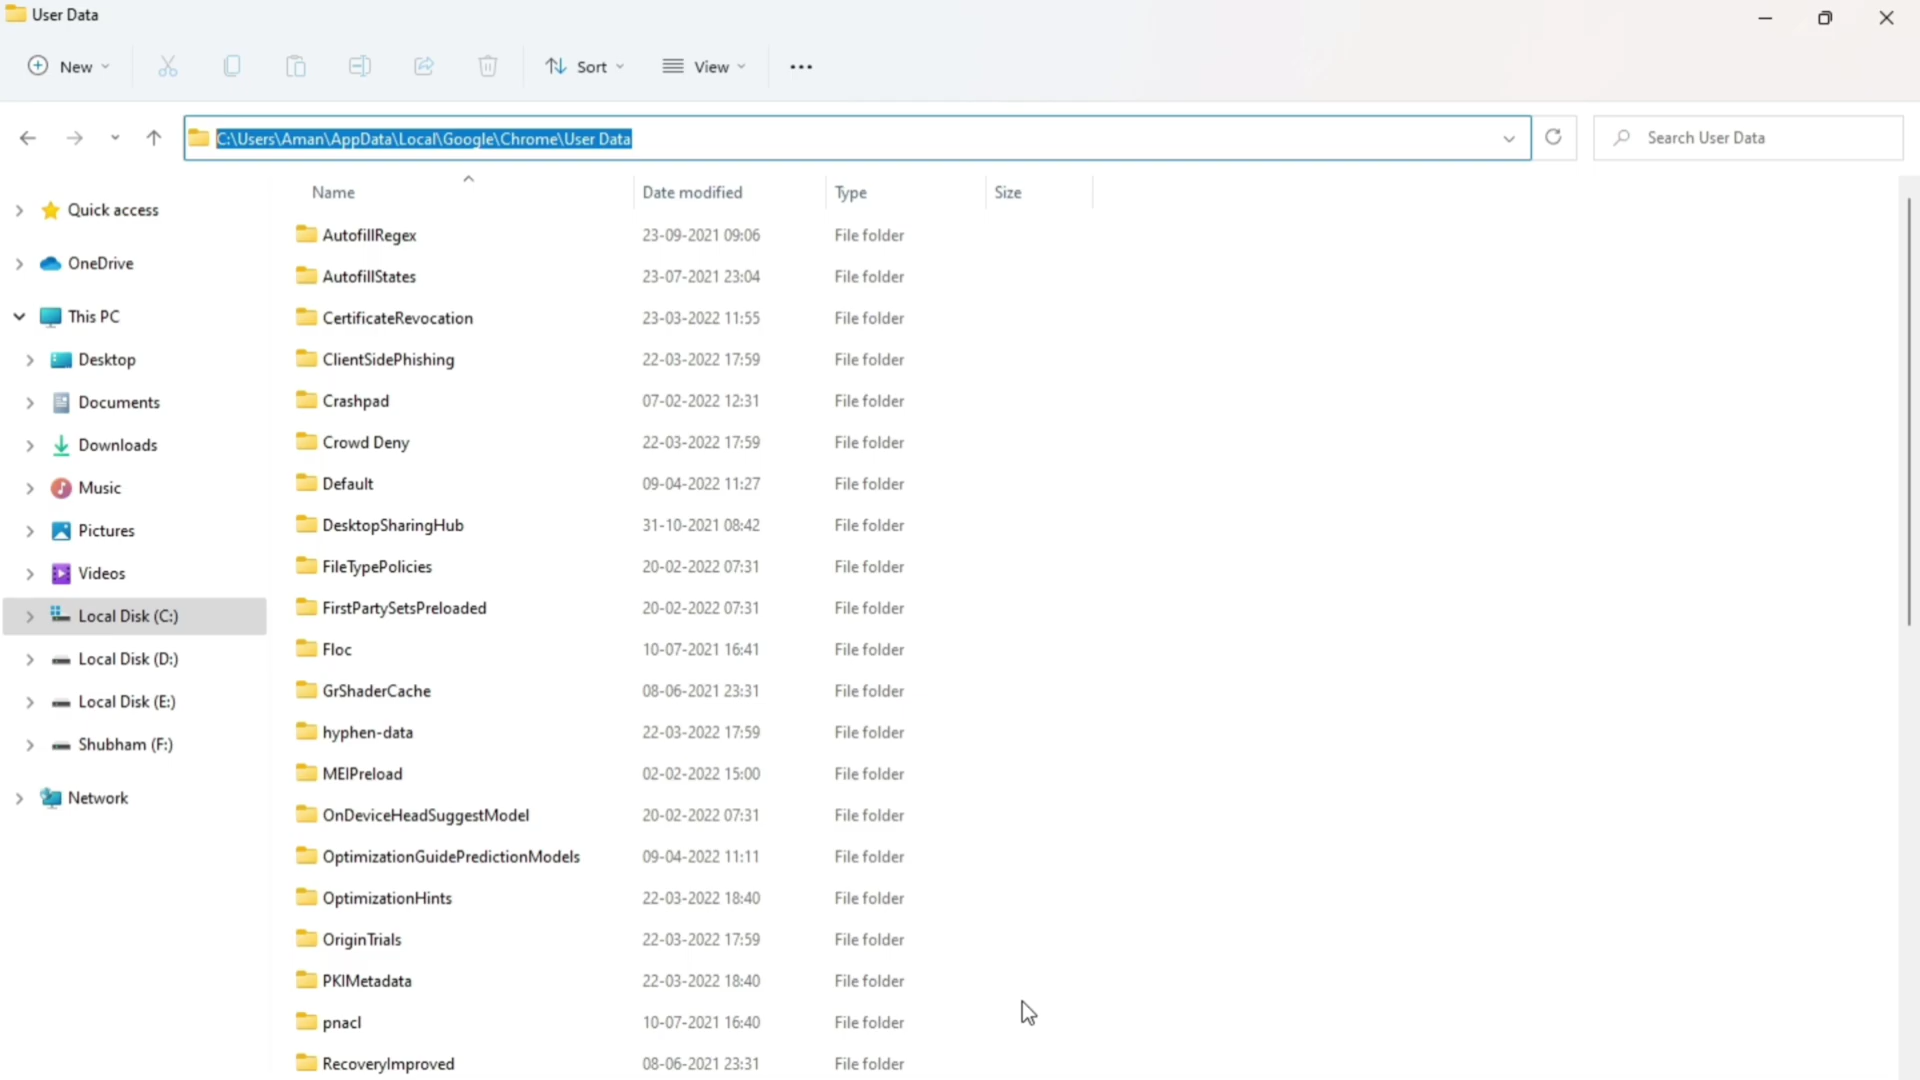 User Data
New
Sort
View
C:\Users\Aman\AppData\Local\Google\Chrome\User Data
Search User Data
Quick access
OneDrive
This PC
Desktop
Documents
Downloads
Music
Pictures
Videos
Local Disk (C:)
Local Disk (D:)
Local Disk (E:)
Shubham (F:)
Network
Name Date modified Type Size
AutofillRegex 23-09-2021 09:06 File folder
AutofillStates 23-07-2021 23:04 File folder
CertificateRevocation 23-03-2022 11:55 File folder
ClientSidePhishing 22-03-2022 17:59 File folder
Crashpad 07-02-2022 12:31 File folder
Crowd Deny 22-03-2022 17:59 File folder
Default 09-04-2022 11:27 File folder
DesktopSharingHub 31-10-2021 08:42 File folder
FileTypePolicies 20-02-2022 07:31 File folder
FirstPartySetsPreloaded 20-02-2022 07:31 File folder
Floc 10-07-2021 16:41 File folder
GrShaderCache 08-06-2021 23:31 File folder
hyphen-data 22-03-2022 17:59 File folder
MEIPreload 02-02-2022 15:00 File folder
OnDeviceHeadSuggestModel 20-02-2022 07:31 File folder
OptimizationGuidePredictionModels 09-04-2022 11:11 File folder
OptimizationHints 22-03-2022 18:40 File folder
OriginTrials 22-03-2022 17:59 File folder
PKIMetadata 22-03-2022 18:40 File folder
pnacl 10-07-2021 16:40 File folder
RecoveryImproved 08-06-2021 23:31 File folder